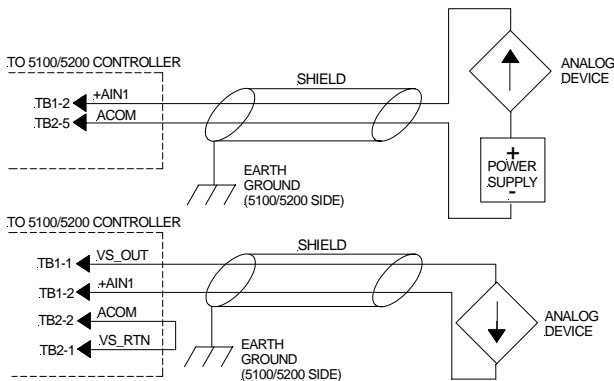 TO 5100/5200 CONTROLLER
TB1-2 +AIN1
TB2-5 ACOM
SHIELD
EARTH
GROUND
(5100/5200 SIDE)
ANALOG
DEVICE
+
POWER
SUPPLY
-
TO 5100/5200 CONTROLLER
TB1-1 VS_OUT
TB1-2 +AIN1
TB2-2 ACOM
TB2-1 VS_RTN
SHIELD
EARTH
GROUND
(5100/5200 SIDE)
ANALOG
DEVICE